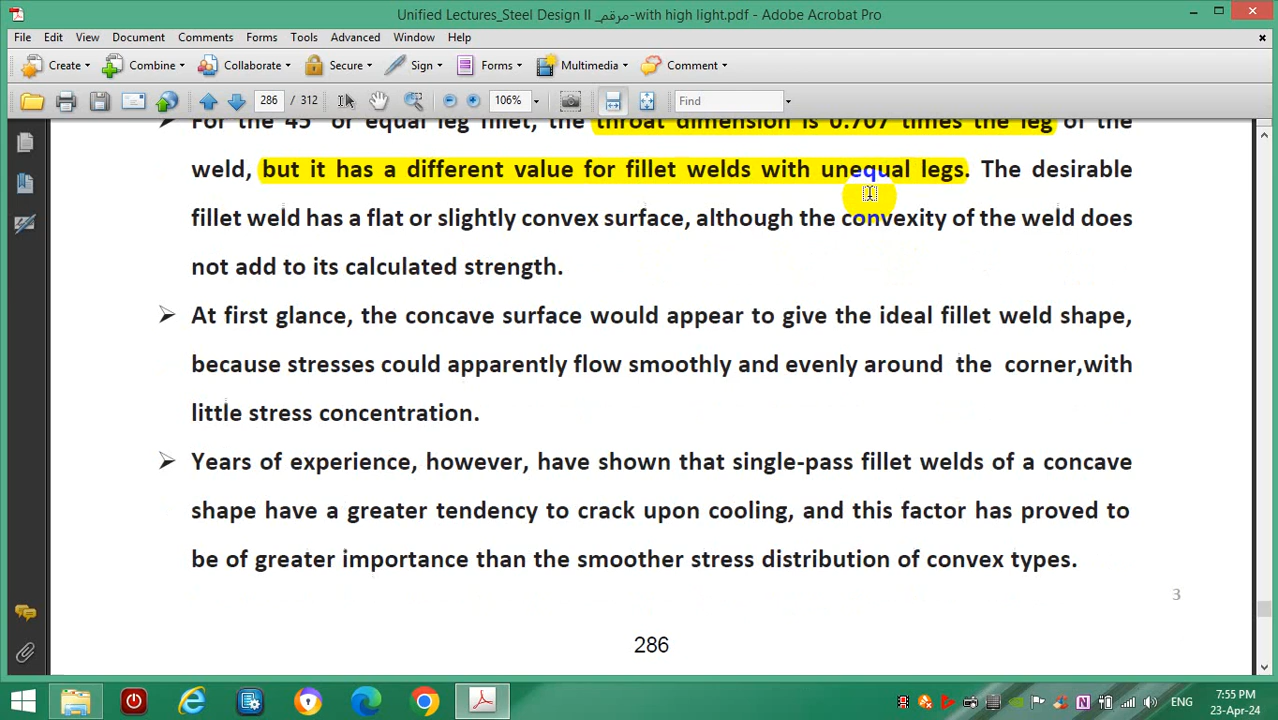 Unified Lectures_Steel Design II _مرقم-with high light.pdf - Adobe Acrobat Pro
File Edit View Document Comments Forms Tools Advanced Window Help
Create Combine Collaborate Secure Sign Forms Multimedia Comment
286 / 312 106% Find
For the 45° or equal leg fillet, the throat dimension is 0.707 times the leg of the
weld, but it has a different value for fillet welds with unequal legs. The desirable
fillet weld has a flat or slightly convex surface, although the convexity of the weld does
not add to its calculated strength.
➢ At first glance, the concave surface would appear to give the ideal fillet weld shape,
because stresses could apparently flow smoothly and evenly around the corner,with
little stress concentration.
➢ Years of experience, however, have shown that single-pass fillet welds of a concave
shape have a greater tendency to crack upon cooling, and this factor has proved to
be of greater importance than the smoother stress distribution of convex types.
3
286
ENG
7:55 PM
23-Apr-24